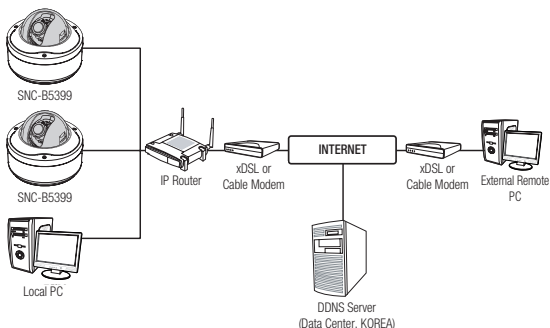 SNC-B5399
SNC-B5399
Local PC
IP Router
xDSL or
Cable Modem
INTERNET
xDSL or
Cable Modem
External Remote
PC
DDNS Server
(Data Center, KOREA)